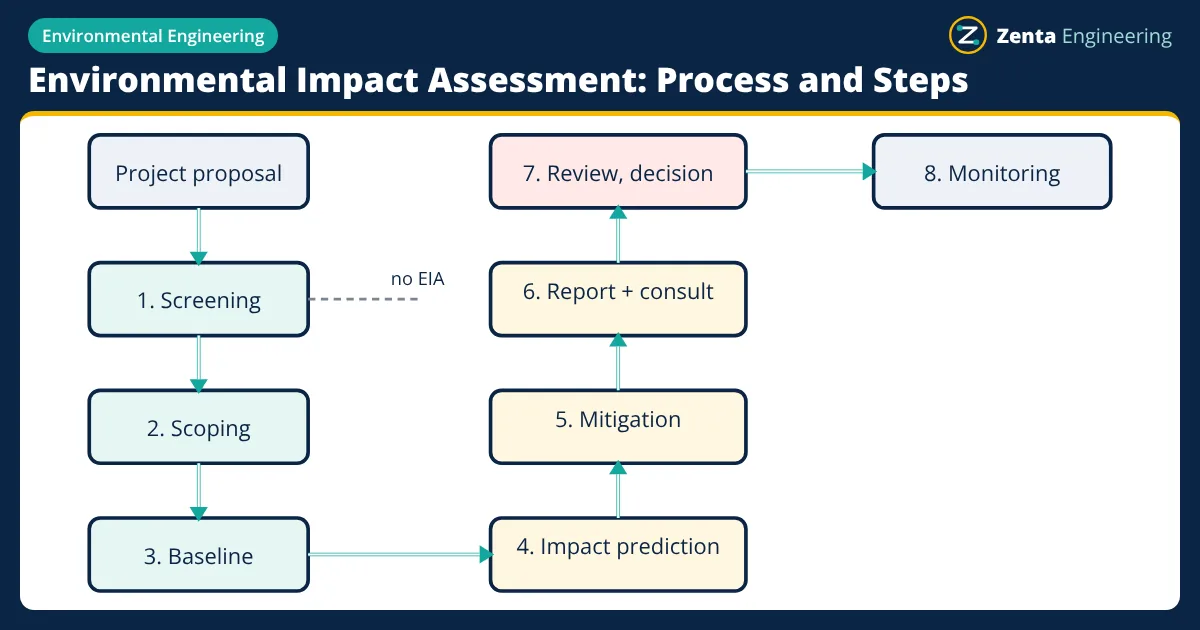 Environmental Engineering
Zenta Engineering
Environmental Impact Assessment: Process and Steps
Project proposal
1. Screening
no EIA
2. Scoping
3. Baseline
4. Impact prediction
5. Mitigation
6. Report + consult
7. Review, decision
8. Monitoring